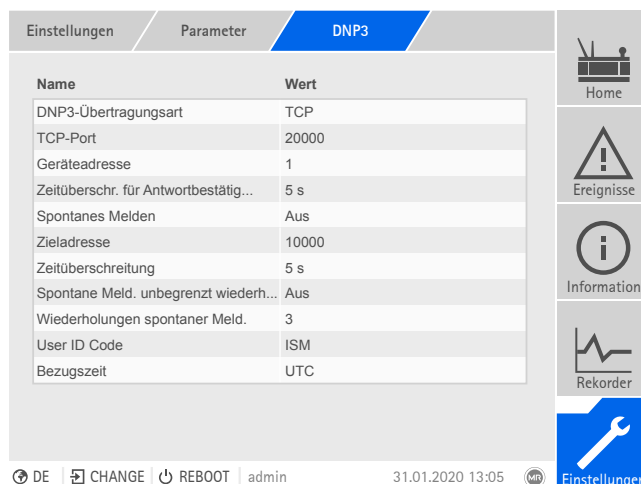 Einstellungen Parameter DNP3
Name Wert
DNP3-Übertragungsart TCP
TCP-Port 20000
Geräteadresse 1
Zeitüberschr. für Antwortbestätig... 5 s
Spontanes Melden Aus
Zieladresse 10000
Zeitüberschreitung 5 s
Spontane Meld. unbegrenzt wiederh... Aus
Wiederholungen spontaner Meld. 3
User ID Code ISM
Bezugszeit UTC
Home
Ereignisse
Information
Rekorder
Einstellungen
DE CHANGE REBOOT admin 31.01.2020 13:05 MR